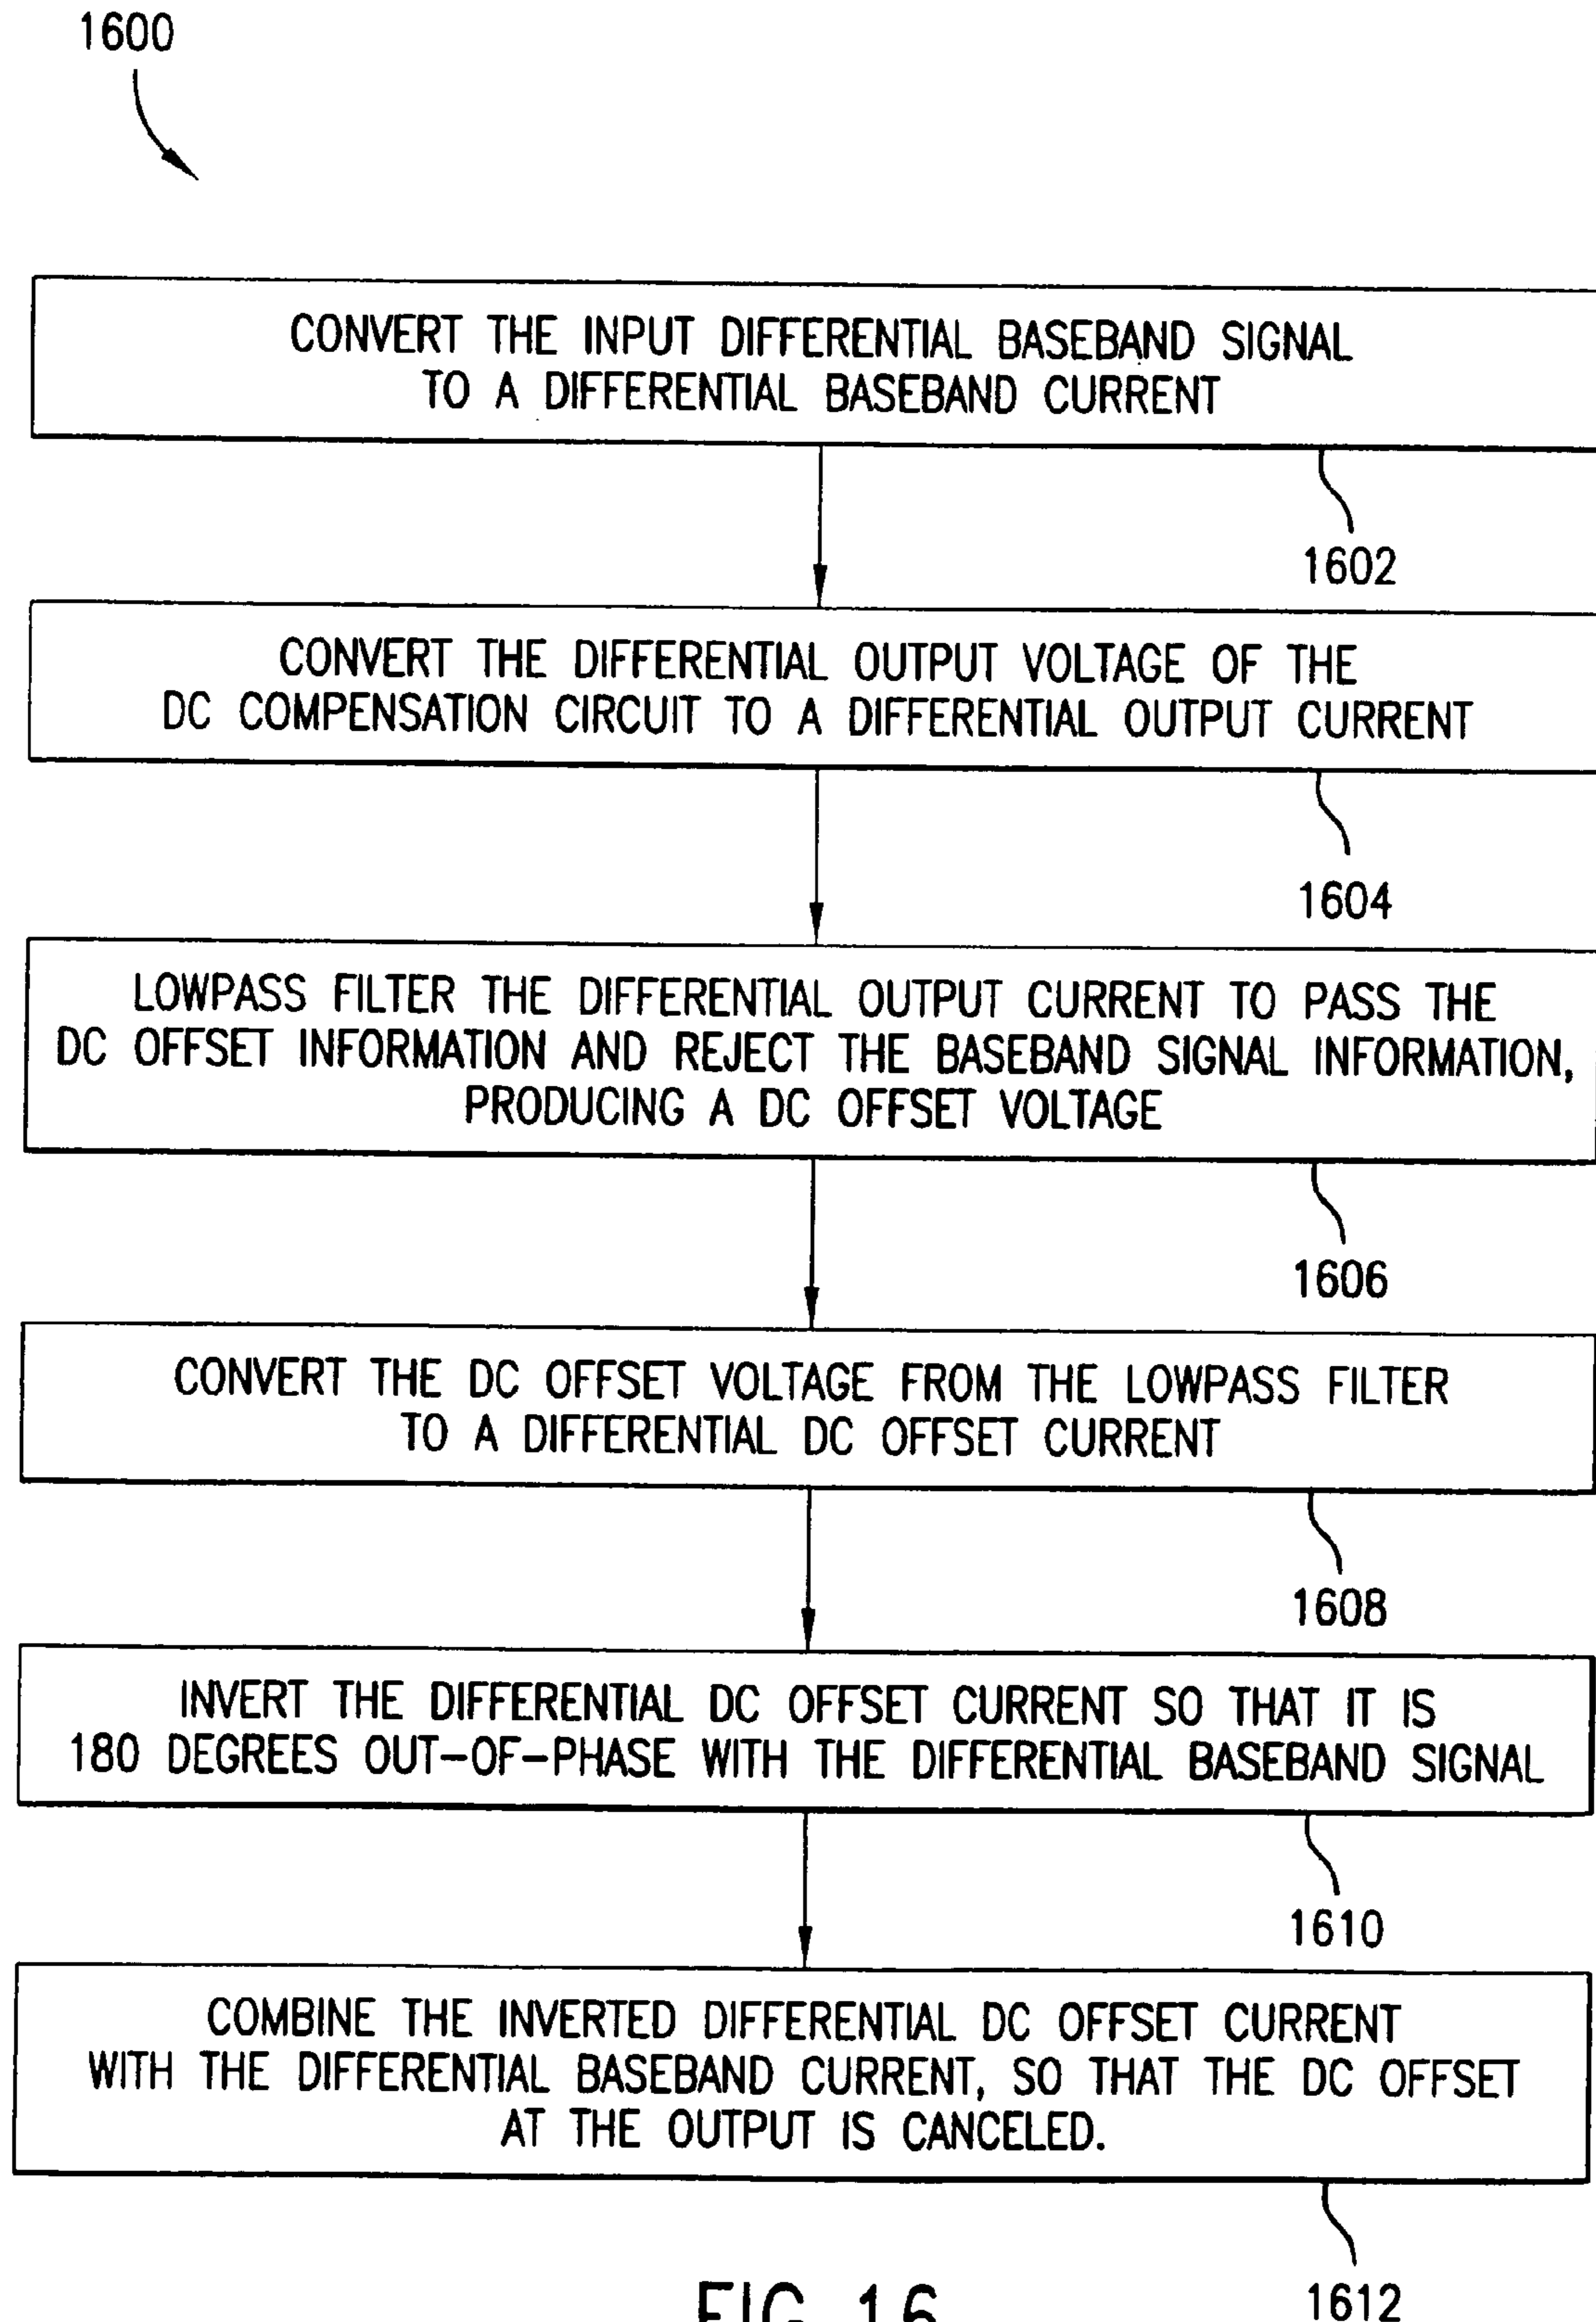 1600
CONVERT THE INPUT DIFFERENTIAL BASEBAND SIGNAL
TO A DIFFERENTIAL BASEBAND CURRENT
1602
CONVERT THE DIFFERENTIAL OUTPUT VOLTAGE OF THE
DC COMPENSATION CIRCUIT TO A DIFFERENTIAL OUTPUT CURRENT
1604
LOWPASS FILTER THE DIFFERENTIAL OUTPUT CURRENT TO PASS THE
DC OFFSET INFORMATION AND REJECT THE BASEBAND SIGNAL INFORMATION,
PRODUCING A DC OFFSET VOLTAGE
1606
CONVERT THE DC OFFSET VOLTAGE FROM THE LOWPASS FILTER
TO A DIFFERENTIAL DC OFFSET CURRENT
1608
INVERT THE DIFFERENTIAL DC OFFSET CURRENT SO THAT IT IS
180 DEGREES OUT-OF-PHASE WITH THE DIFFERENTIAL BASEBAND SIGNAL
1610
COMBINE THE INVERTED DIFFERENTIAL DC OFFSET CURRENT
WITH THE DIFFERENTIAL BASEBAND CURRENT, SO THAT THE DC OFFSET
AT THE OUTPUT IS CANCELED.
1612
FIG. 16